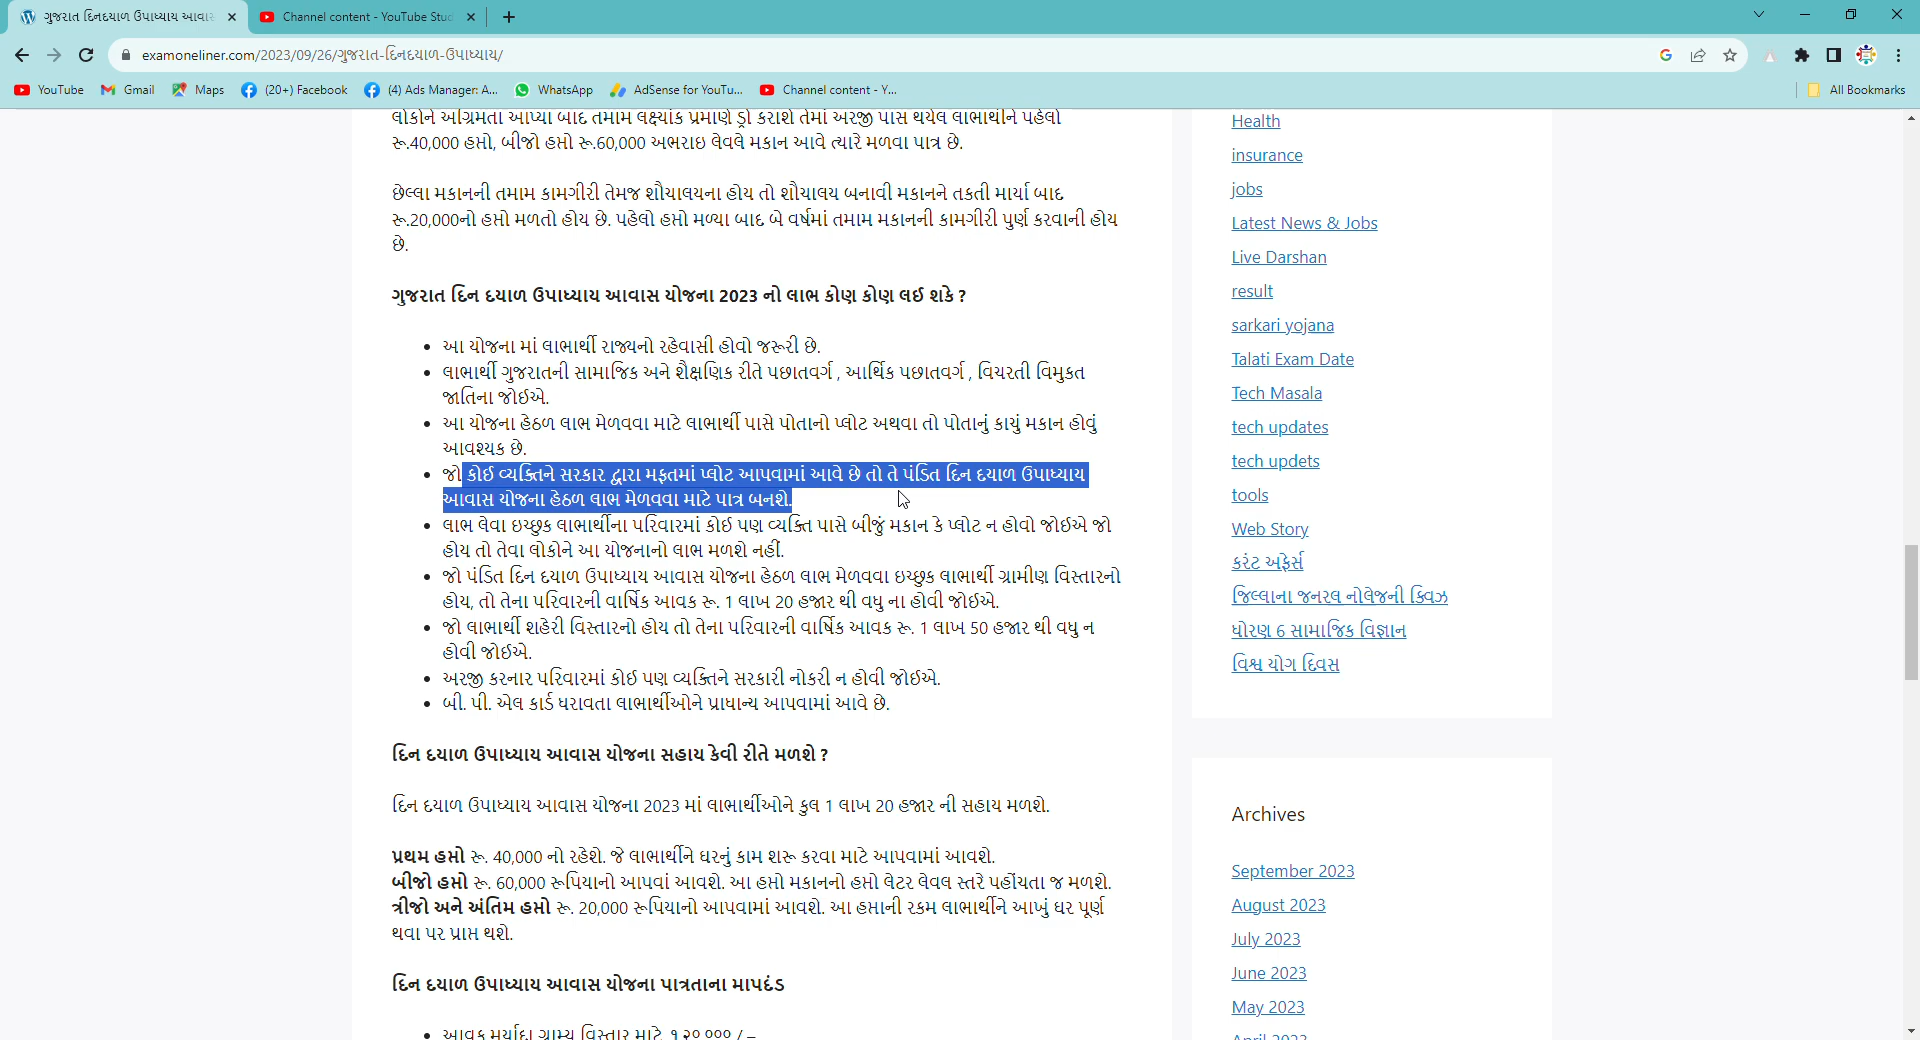 ગુજરાત દિનદયાળ ઉપાધ્યાય આવાસ
Channel content - YouTube Stud
examoneliner.com/2023/09/26/ગુજરાત-દિનદયાળ-ઉપાધ્યાય/
YouTube
Gmail
Maps
(20+) Facebook
(4) Ads Manager: A...
WhatsApp
AdSense for YouTu...
Channel content - Y...
All Bookmarks
લોકોને અગ્રિમતા આપ્યા બાદ તમામ લક્ષ્યાંક પ્રમાણે ડ્રો કરાશે તેમાં અરજી પાસ થયેલ લાભાર્થીને પહેલો
રૂ.40,000 હપ્તો, બીજો હપ્તો રૂ.60,000 અભરાઇ લેવલે મકાન આવે ત્યારે મળવા પાત્ર છે.
છેલ્લા મકાનની તમામ કામગીરી તેમજ શૌચાલયના હોય તો શૌચાલય બનાવી મકાનને તકતી માર્યા બાદ
રૂ.20,000નો હપ્તો મળતો હોય છે. પહેલો હપ્તો મળ્યા બાદ બે વર્ષમાં તમામ મકાનની કામગીરી પુર્ણ કરવાની હોય
છે.
ગુજરાત દિન દયાળ ઉપાધ્યાય આવાસ યોજના 2023 નો લાભ કોણ કોણ લઈ શકે ?
• આ યોજના માં લાભાર્થી રાજ્યનો રહેવાસી હોવો જરૂરી છે.
• લાભાર્થી ગુજરાતની સામાજિક અને શૈક્ષણિક રીતે પછાતવર્ગ , આર્થિક પછાતવર્ગ , વિચરતી વિમુકત
જાતિના જોઈએ.
• આ યોજના હેઠળ લાભ મેળવવા માટે લાભાર્થી પાસે પોતાનો પ્લોટ અથવા તો પોતાનું કાચું મકાન હોવું
આવશ્યક છે.
• જો કોઈ વ્યક્તિને સરકાર દ્વારા મફતમાં પ્લોટ આપવામાં આવે છે તો તે પંડિત દિન દયાળ ઉપાધ્યાય
આવાસ યોજના હેઠળ લાભ મેળવવા માટે પાત્ર બનશે.
• લાભ લેવા ઇચ્છુક લાભાર્થીના પરિવારમાં કોઈ પણ વ્યક્તિ પાસે બીજું મકાન કે પ્લોટ ન હોવો જોઈએ જો
હોય તો તેવા લોકોને આ યોજનાનો લાભ મળશે નહીં.
• જો પંડિત દિન દયાળ ઉપાધ્યાય આવાસ યોજના હેઠળ લાભ મેળવવા ઇચ્છુક લાભાર્થી ગ્રામીણ વિસ્તારનો
હોય, તો તેના પરિવારની વાર્ષિક આવક રૂ. 1 લાખ 20 હજાર થી વધુ ના હોવી જોઈએ.
• જો લાભાર્થી શહેરી વિસ્તારનો હોય તો તેના પરિવારની વાર્ષિક આવક રૂ. 1 લાખ 50 હજાર થી વધુ ન
હોવી જોઈએ.
• અરજી કરનાર પરિવારમાં કોઈ પણ વ્યક્તિને સરકારી નોકરી ન હોવી જોઈએ.
• બી. પી. એલ કાર્ડ ધરાવતા લાભાર્થીઓને પ્રાધાન્ય આપવામાં આવે છે.
દિન દયાળ ઉપાધ્યાય આવાસ યોજના સહાય કેવી રીતે મળશે ?
દિન દયાળ ઉપાધ્યાય આવાસ યોજના 2023 માં લાભાર્થીઓને કુલ 1 લાખ 20 હજાર ની સહાય મળશે.
પ્રથમ હપ્તો રૂ. 40,000 નો રહેશે. જે લાભાર્થીને ઘરનું કામ શરૂ કરવા માટે આપવામાં આવશે.
બીજો હપ્તો રૂ. 60,000 રૂપિયાનો આપવાં આવશે. આ હપ્તો મકાનનો હપ્તો લેટર લેવલ સ્તરે પહોંચતા જ મળશે.
ત્રીજો અને અંતિમ હપ્તો રૂ. 20,000 રૂપિયાનો આપવામાં આવશે. આ હપ્તાની રકમ લાભાર્થીને આખું ઘર પૂર્ણ
થવા પર પ્રાપ્ત થશે.
દિન દયાળ ઉપાધ્યાય આવાસ યોજના પાત્રતાના માપદંડ
• આવક મર્યાદા ગ્રામ્ય વિસ્તાર માટે ૧,૨૦,૦૦૦ / –
Health
insurance
jobs
Latest News & Jobs
Live Darshan
result
sarkari yojana
Talati Exam Date
Tech Masala
tech updates
tech updets
tools
Web Story
કરંટ અફેર્સ
જિલ્લાના જનરલ નોલેજની ક્વિઝ
ધોરણ 6 સામાજિક વિજ્ઞાન
વિશ્વ યોગ દિવસ
Archives
September 2023
August 2023
July 2023
June 2023
May 2023
April 2023